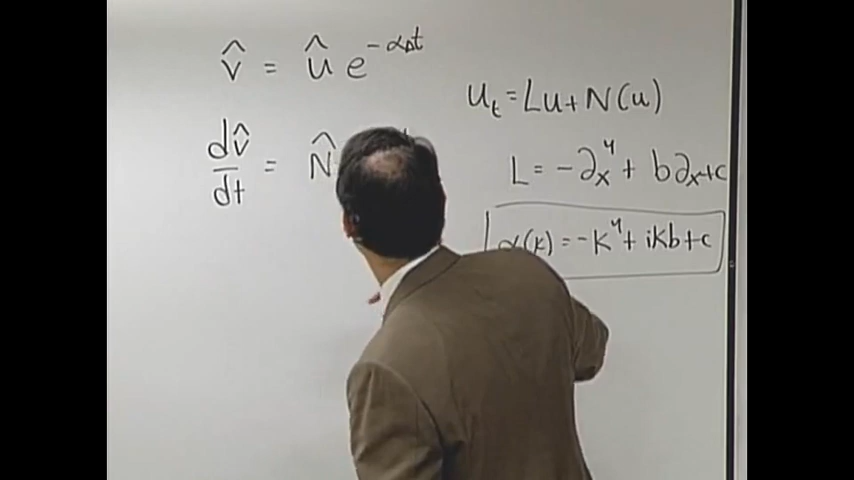 v̂ = û e^{-αΔt}
dv̂/dt = N̂
u_t = Lu + N(u)
L = -∂_x^4 + b∂_x + c
α(k) = -k^4 + ikb + c